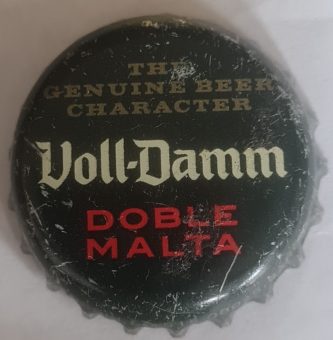 THE
GENUINE BEER
CHARACTER
Voll-Damm
DOBLE
MALTA